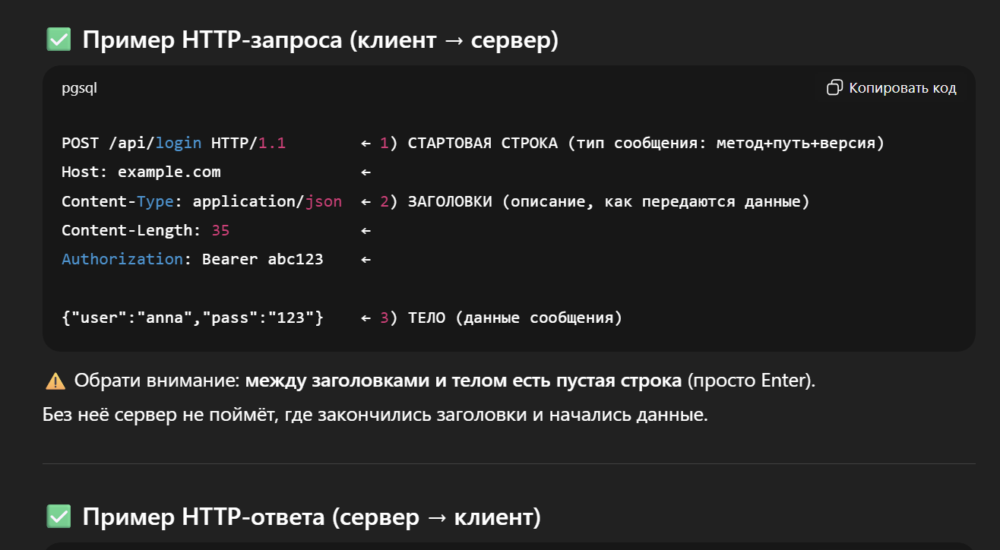 ✅ Пример HTTP-запроса (клиент → сервер)
pgsql
Копировать код
POST /api/login HTTP/1.1 ← 1) СТАРТОВАЯ СТРОКА (тип сообщения: метод+путь+версия)
Host: example.com ←
Content-Type: application/json ← 2) ЗАГОЛОВКИ (описание, как передаются данные)
Content-Length: 35 ←
Authorization: Bearer abc123 ←
{"user":"anna","pass":"123"} ← 3) ТЕЛО (данные сообщения)
⚠️ Обрати внимание: между заголовками и телом есть пустая строка (просто Enter).
Без неё сервер не поймёт, где закончились заголовки и начались данные.
✅ Пример HTTP-ответа (сервер → клиент)